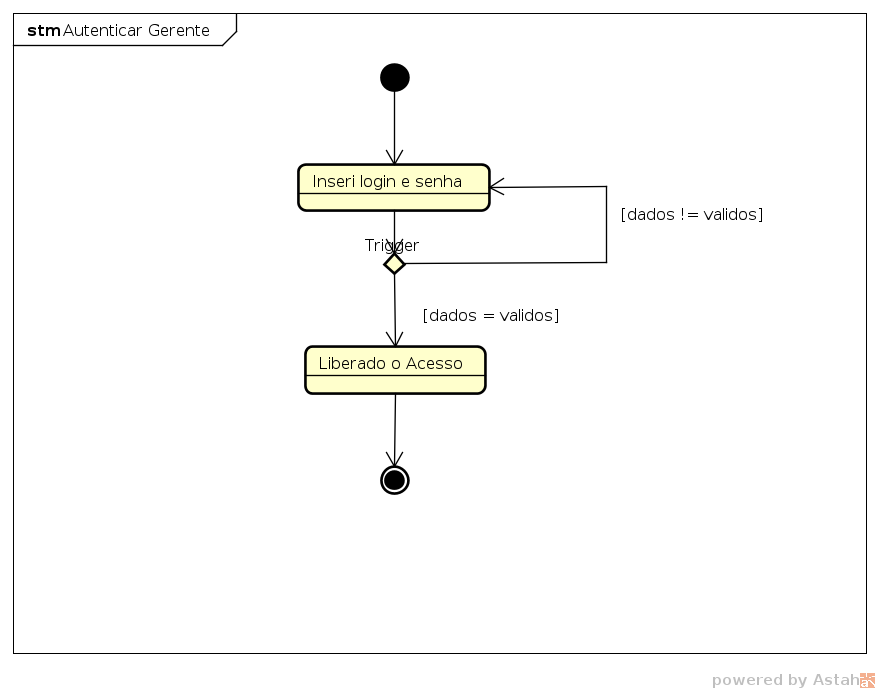 stm Autenticar Gerente
Inseri login e senha
[dados != validos]
Trigger
[dados = validos]
Liberado o Acesso
powered by Astah